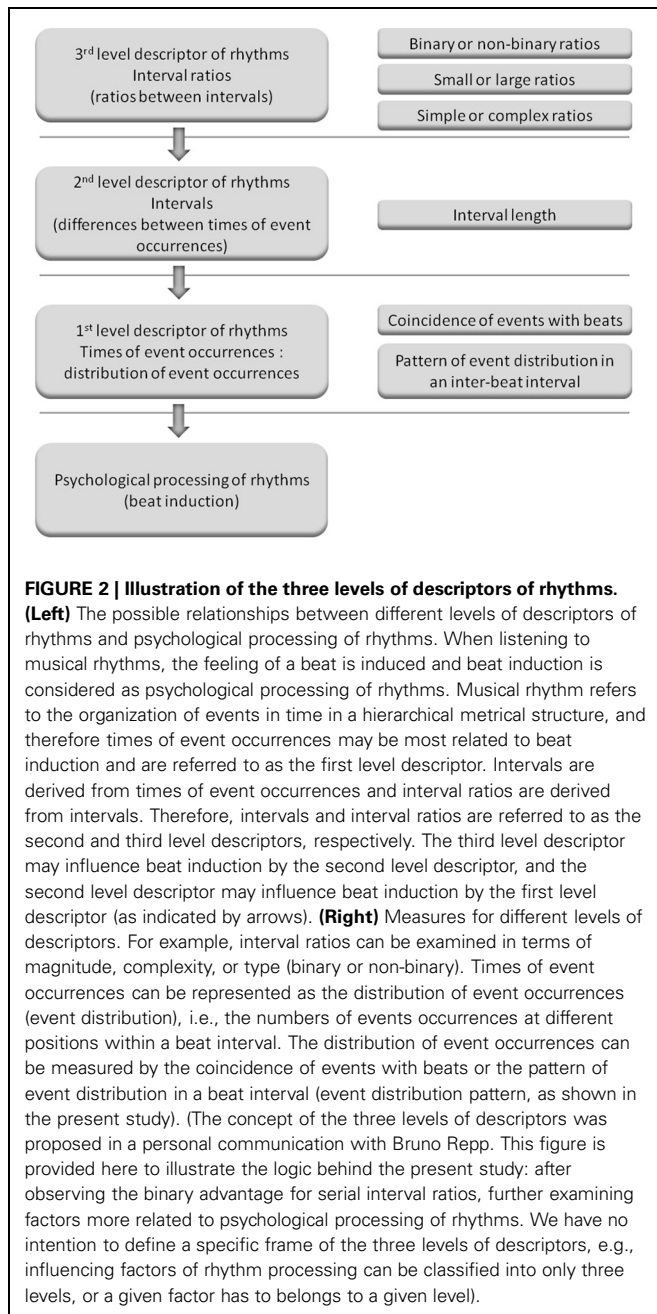 3rd level descriptor of rhythms
Interval ratios
(ratios between intervals)
Binary or non-binary ratios
Small or large ratios
Simple or complex ratios
2nd level descriptor of rhythms
Intervals
(differences between times of event
occurrences)
Interval length
1st level descriptor of rhythms
Times of event occurrences :
distribution of event occurrences
Coincidence of events with beats
Pattern of event distribution in
an inter-beat interval
Psychological processing of rhythms
(beat induction)
FIGURE 2 | Illustration of the three levels of descriptors of rhythms.
(Left) The possible relationships between different levels of descriptors of
rhythms and psychological processing of rhythms. When listening to
musical rhythms, the feeling of a beat is induced and beat induction is
considered as psychological processing of rhythms. Musical rhythm refers
to the organization of events in time in a hierarchical metrical structure, and
therefore times of event occurrences may be most related to beat
induction and are referred to as the first level descriptor. Intervals are
derived from times of event occurrences and interval ratios are derived
from intervals. Therefore, intervals and interval ratios are referred to as the
second and third level descriptors, respectively. The third level descriptor
may influence beat induction by the second level descriptor, and the
second level descriptor may influence beat induction by the first level
descriptor (as indicated by arrows). (Right) Measures for different levels of
descriptors. For example, interval ratios can be examined in terms of
magnitude, complexity, or type (binary or non-binary). Times of event
occurrences can be represented as the distribution of event occurrences
(event distribution), i.e., the numbers of events occurrences at different
positions within a beat interval. The distribution of event occurrences can
be measured by the coincidence of events with beats or the pattern of
event distribution in a beat interval (event distribution pattern, as shown in
the present study). (The concept of the three levels of descriptors was
proposed in a personal communication with Bruno Repp. This figure is
provided here to illustrate the logic behind the present study: after
observing the binary advantage for serial interval ratios, further examining
factors more related to psychological processing of rhythms. We have no
intention to define a specific frame of the three levels of descriptors, e.g.,
influencing factors of rhythm processing can be classified into only three
levels, or a given factor has to belongs to a given level).